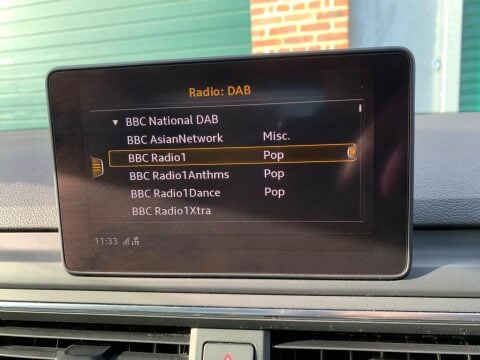 Radio: DAB
▼ BBC National DAB
BBC AsianNetwork Misc.
BBC Radio1 Pop
BBC Radio1Anthms Pop
BBC Radio1Dance Pop
BBC Radio1Xtra
11:33 LTE